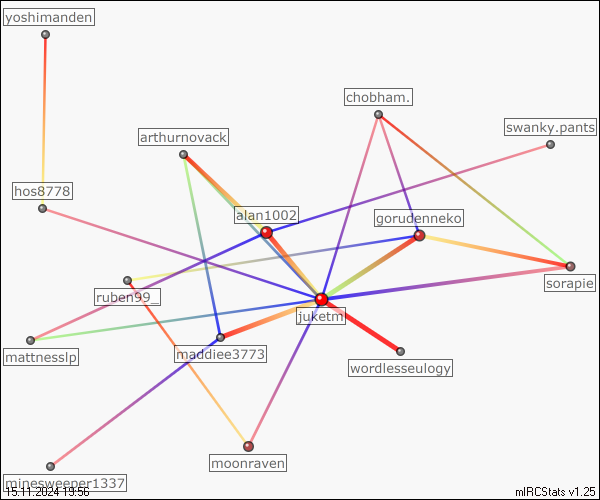 yoshimanden
chobham.
swanky.pants
arthurnovack
hos8778
alan1002
gorudenneko
sorapie
ruben99_
juketm
mattnesslp
maddiee3773
wordlesseulogy
moonraven
minesweeper1337
15.11.2024 19:56
mIRCStats v1.25